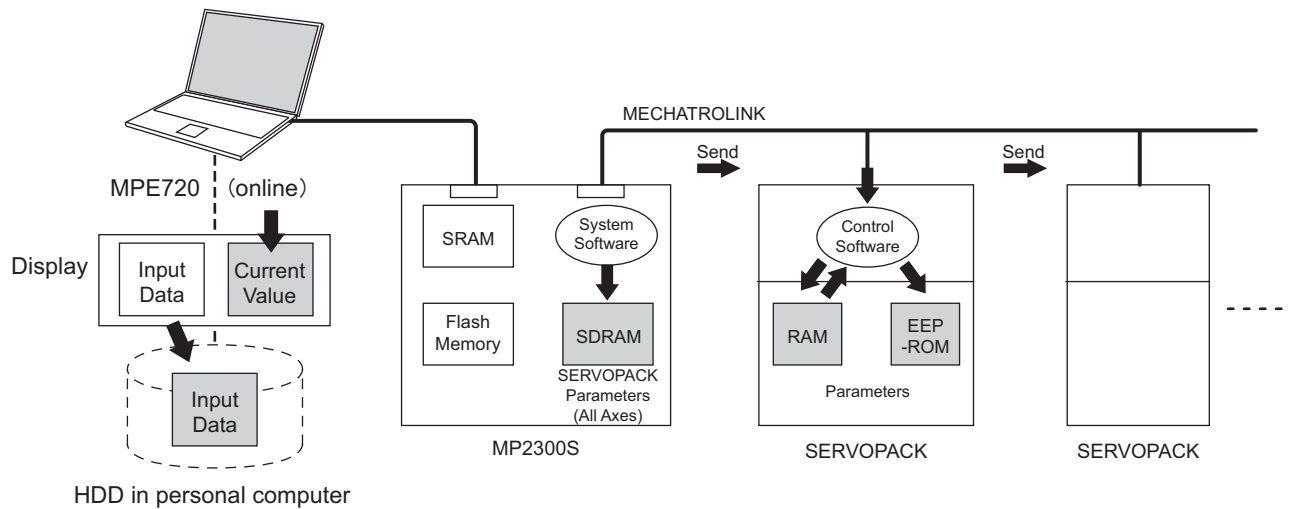 MECHATROLINK
Send
Send
MPE720 (online)
Display
Input
Data
Current
Value
Input
Data
HDD in personal computer
SRAM
System
Software
Flash
Memory
SDRAM
SERVOPACK
Parameters
(All Axes)
MP2300S
Control
Software
RAM
EEP
-ROM
Parameters
SERVOPACK
SERVOPACK